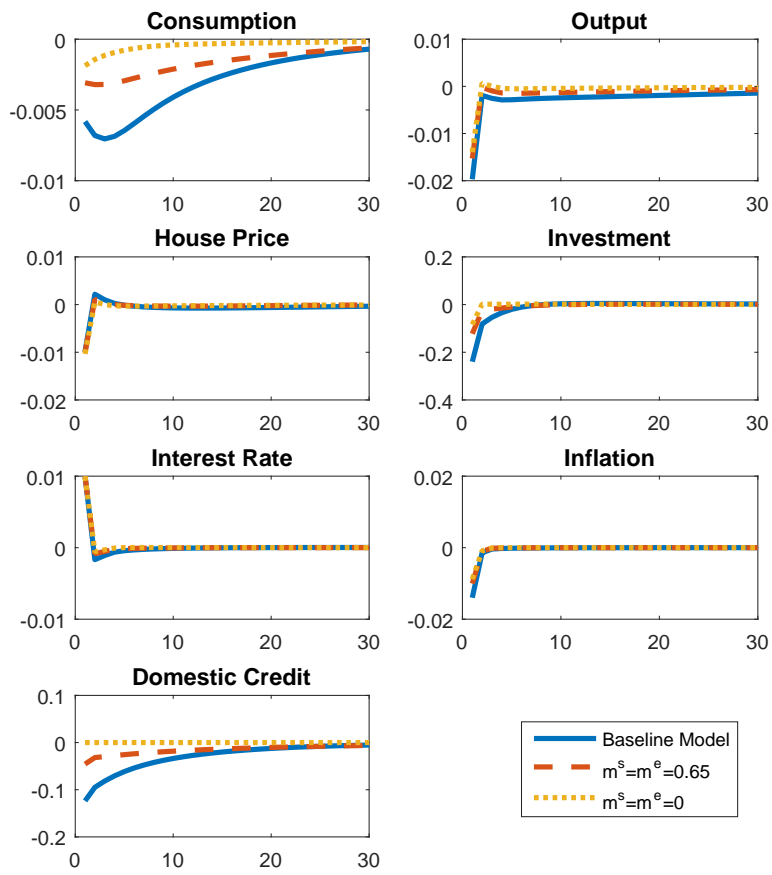 Consumption
0
-0.005
-0.01
0 10 20 30
Output
0.01
0
-0.01
-0.02
0 10 20 30
House Price
0.01
0
-0.01
-0.02
0 10 20 30
Investment
0.2
0
-0.2
-0.4
0 10 20 30
Interest Rate
0.01
0
-0.01
0 10 20 30
Inflation
0.02
0
-0.02
0 10 20 30
Domestic Credit
0.1
0
-0.1
-0.2
0 10 20 30
Baseline Model
m^s=m^e=0.65
m^s=m^e=0